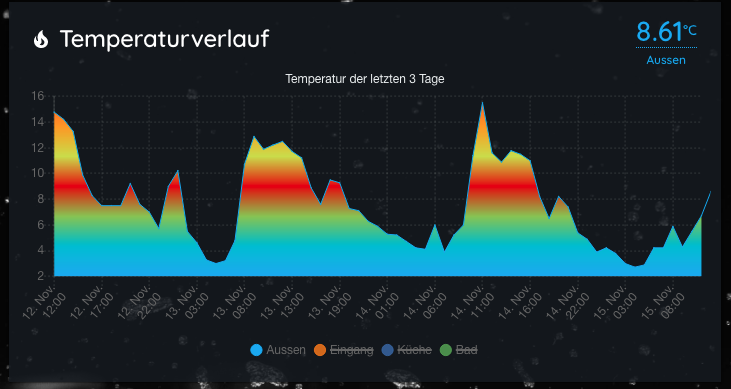 Temperaturverlauf
8.61°C
Aussen
Temperatur der letzten 3 Tage
16
14
12
10
8
6
4
2
12. Nov.
12:00
12. Nov.
17:00
12. Nov.
22:00
13. Nov.
03:00
13. Nov.
08:00
13. Nov.
13:00
13. Nov.
19:00
14. Nov.
01:00
14. Nov.
06:00
14. Nov.
11:00
14. Nov.
16:00
14. Nov.
22:00
15. Nov.
03:00
15. Nov.
08:00
Aussen Eingang Küche Bad